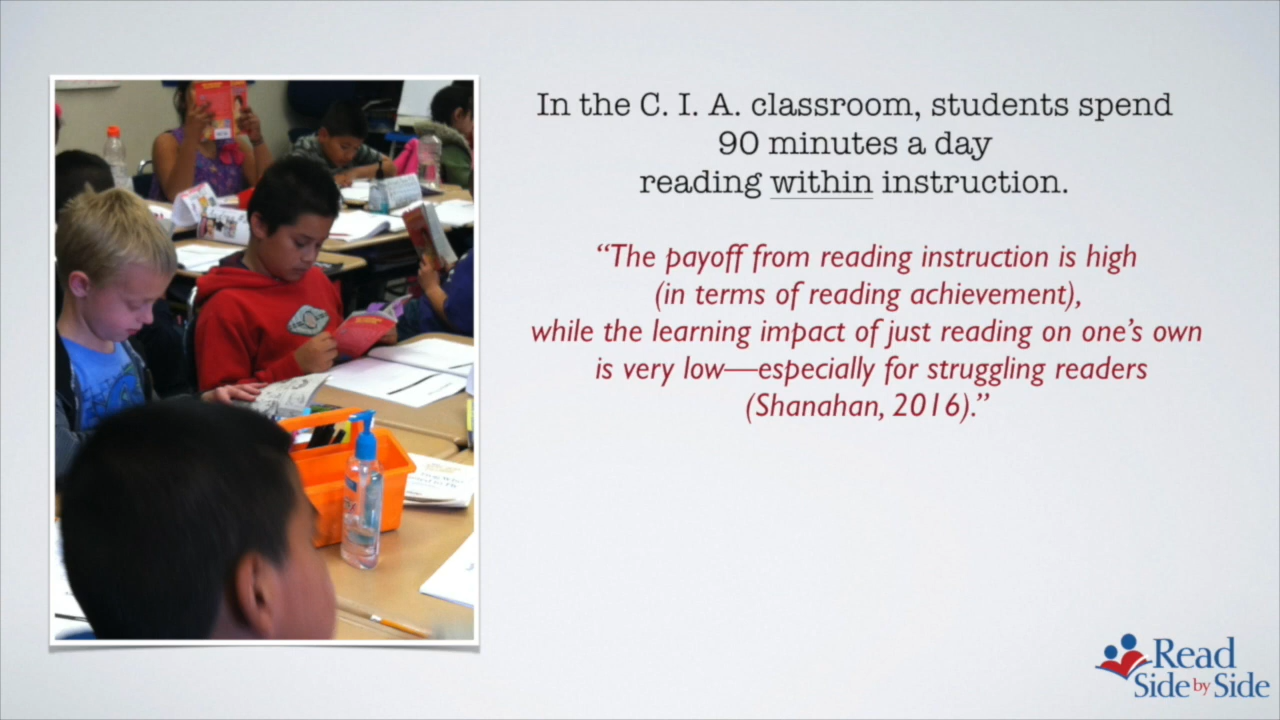 In the C. I. A. classroom, students spend
90 minutes a day
reading within instruction.
“The payoff from reading instruction is high
(in terms of reading achievement),
while the learning impact of just reading on one’s own
is very low—especially for struggling readers
(Shanahan, 2016).”
Read
Side by Side